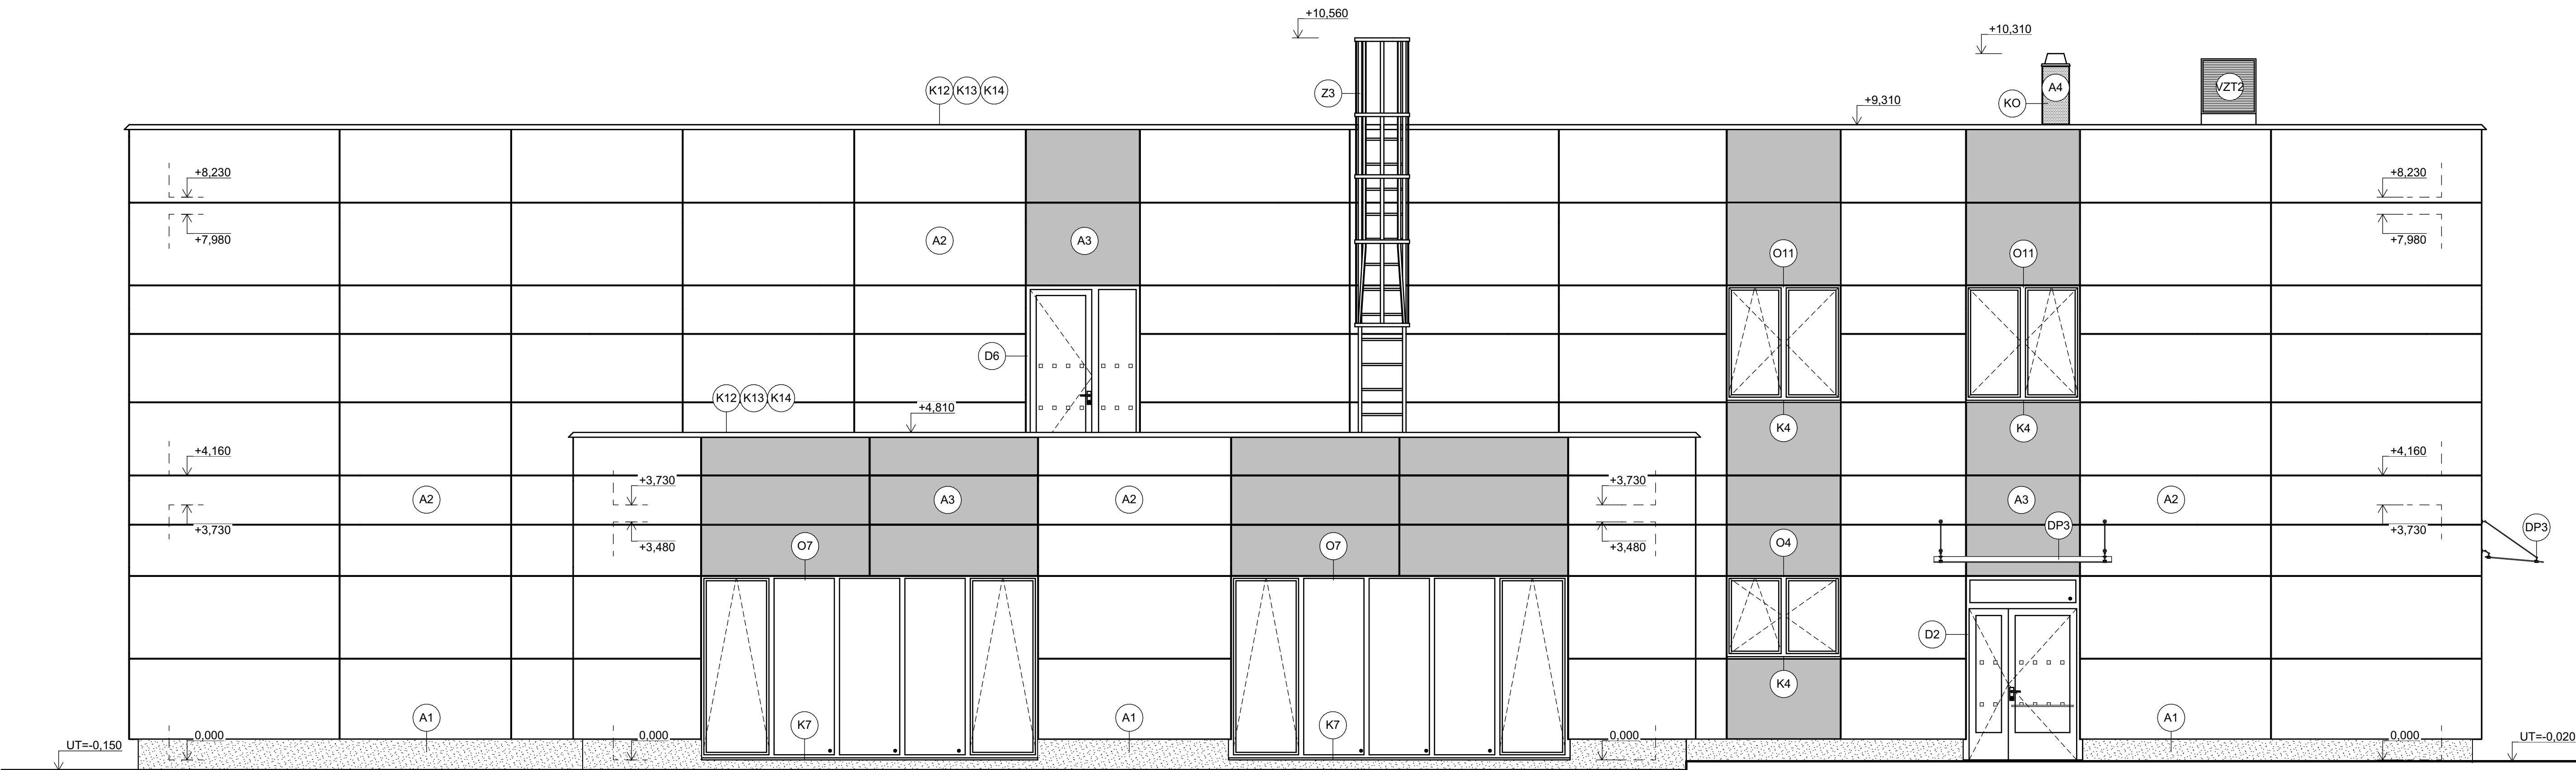 +10,560
+10,310
K12 K13 K14
Z3
A4
VZT2
KO
+9,310
+8,230
+8,230
+7,980
A2
A3
+7,980
O11
O11
D6
K12 K13 K14
+4,810
K4
K4
+4,160
+4,160
+3,730
+3,730
A2
A3
A2
A3
A2
+3,730
+3,730
DP3
DP3
+3,480
O7
O7
+3,480
O4
D2
K4
A1
K7
A1
K7
A1
UT=-0,150
0,000
0,000
0,000
0,000
UT=-0,020